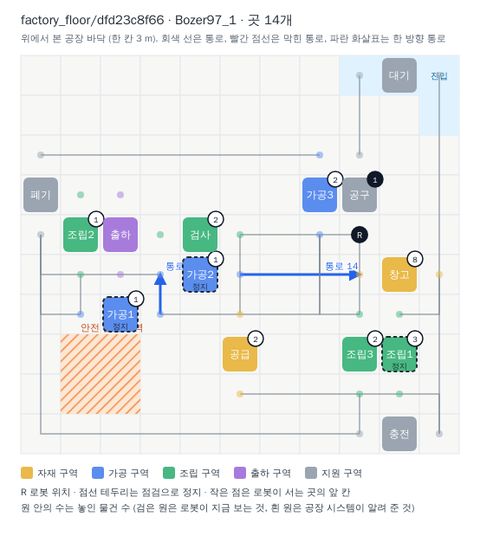 factory_floor/dfd23c8f66 · Bozer97_1 · 곳 14개
위에서 본 공장 바닥 (한 칸 3 m). 회색 선은 통로, 빨간 점선은 막힌 통로, 파란 화살표는 한 방향 통로
대기
전립
폐기
가공3 2
공구 1
조립2 1
출하
검사 2
R
통로
가공2 1
정지
통로 14
창고 8
가공1 1
정지
안전
역
공급 2
조립3 2
조립1 3
정지
충전
자재 구역
가공 구역
조립 구역
출하 구역
지원 구역
R 로봇 위치 · 점선 테두리는 점검으로 정지 · 작은 점은 로봇이 서는 곳의 앞 칸
원 안의 수는 놓인 물건 수 (검은 원은 로봇이 지금 보는 것, 흰 원은 공장 시스템이 알려 준 것)